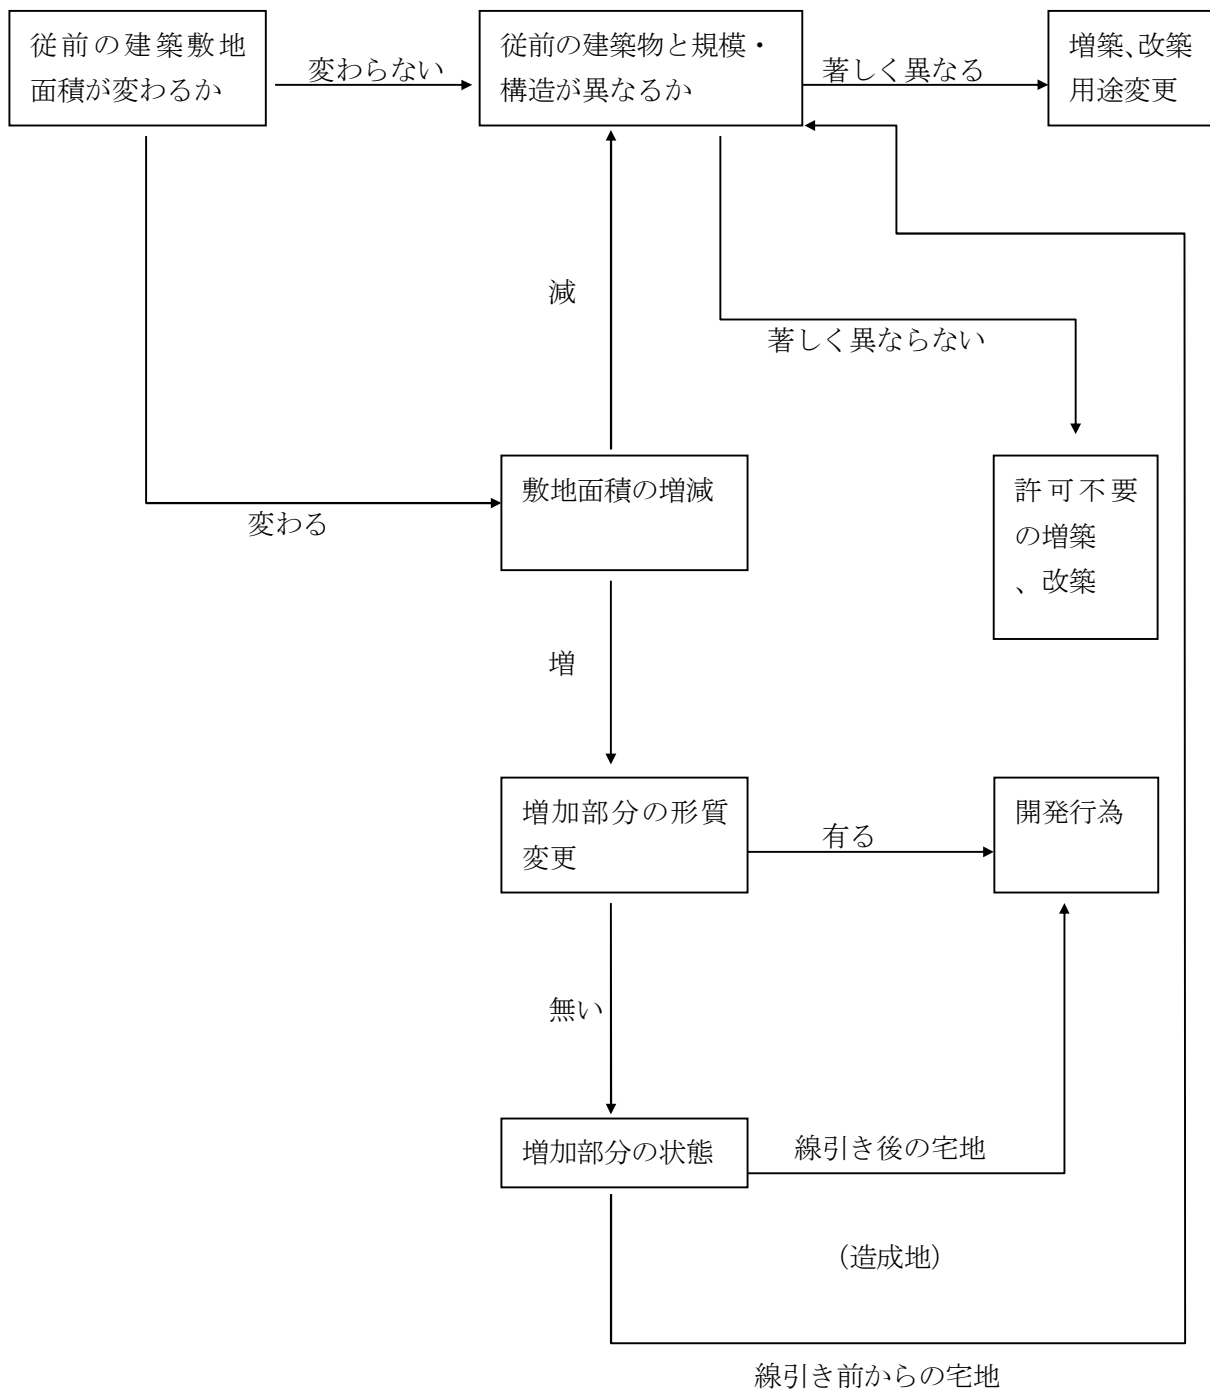 従前の建築敷地
面積が変わるか
変わらない
従前の建築物と規模・
構造が異なるか
著しく異なる
増築、改築
用途変更
減
著しく異ならない
変わる
敷地面積の増減
許可不要
の増築
、改築
増
増加部分の形質
変更
有る
開発行為
無い
増加部分の状態
線引き後の宅地
（造成地）
線引き前からの宅地